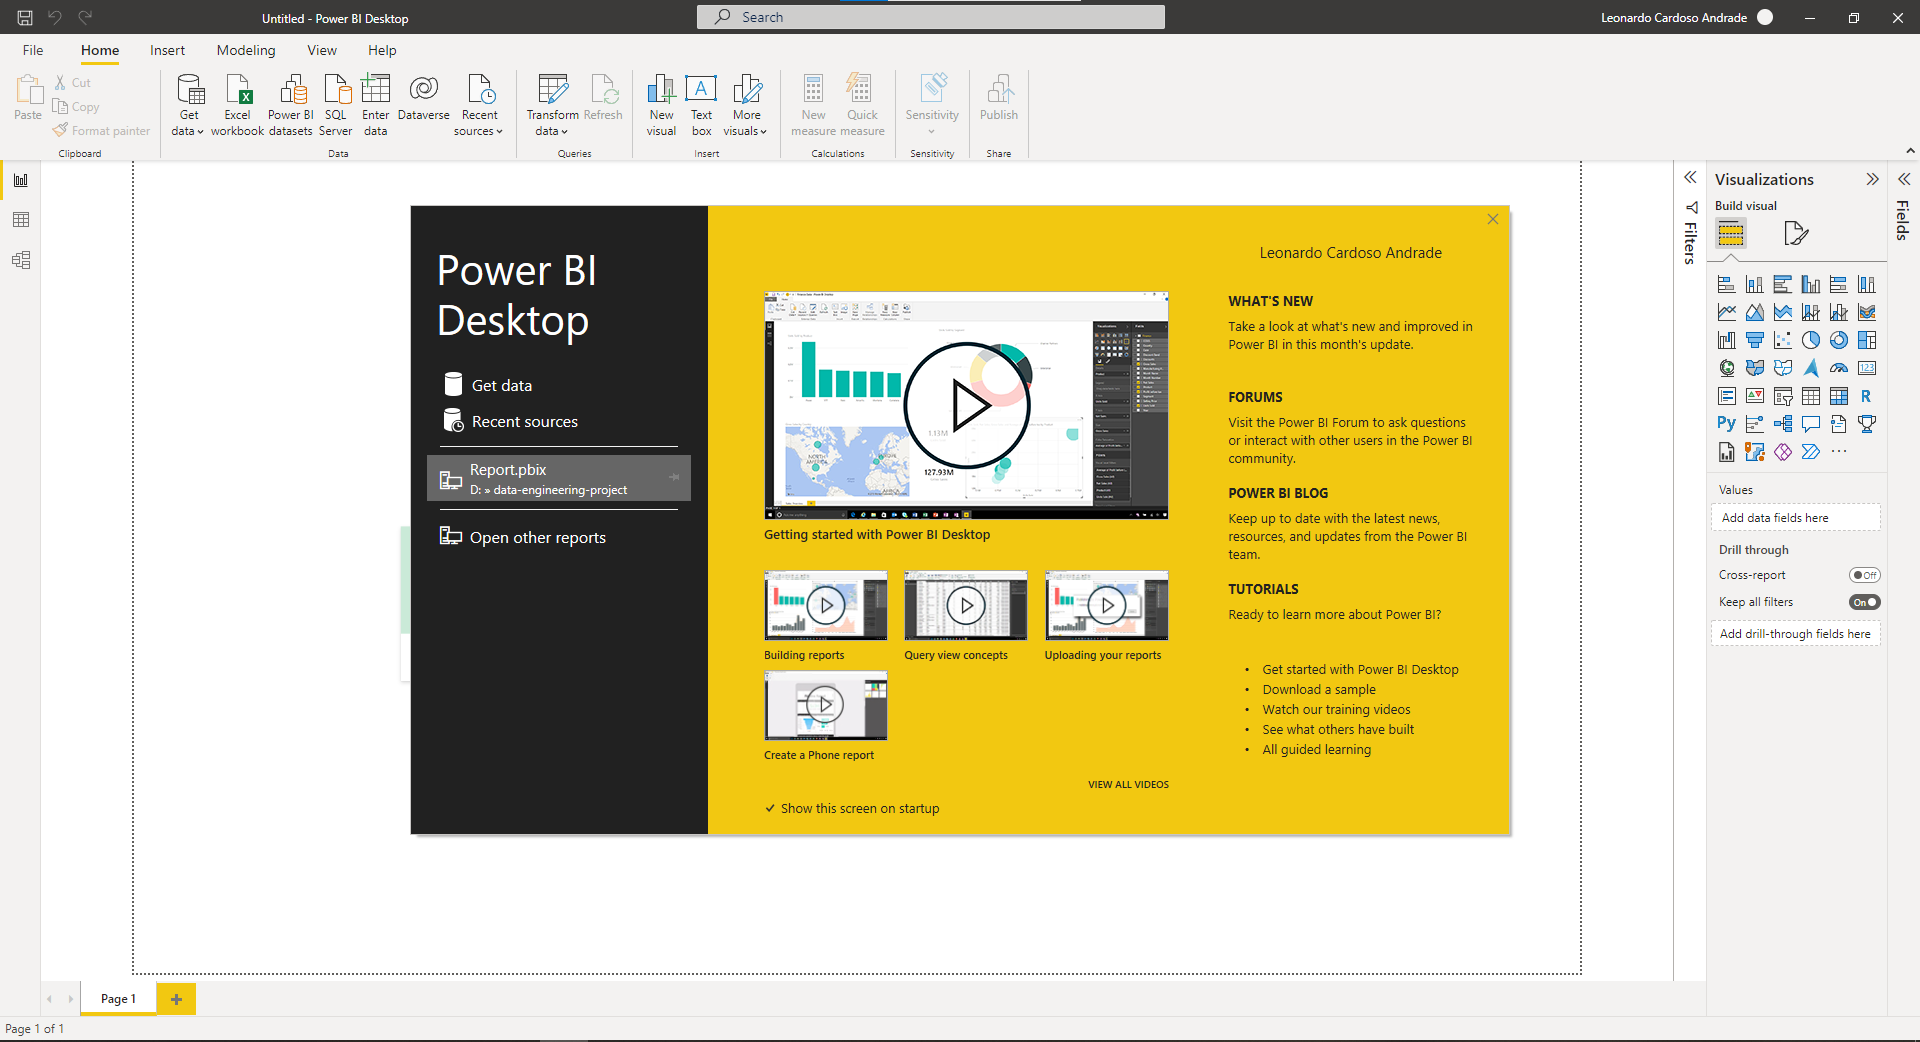 Untitled - Power BI Desktop
Search
Leonardo Cardoso Andrade
File
Home
Insert
Modeling
View
Help
Paste
Cut
Copy
Format painter
Clipboard
Get data
Excel workbook
Power BI datasets
SQL Server
Enter data
Dataverse
Recent sources
Data
Transform data
Refresh
Queries
New visual
Text box
More visuals
Insert
New measure
Quick measure
Calculations
Sensitivity
Sensitivity
Publish
Share
Power BI
Desktop
Get data
Recent sources
Report.pbix
D: » data-engineering-project
Open other reports
127.93M
Getting started with Power BI Desktop
Building reports
Query view concepts
Uploading your reports
Create a Phone report
VIEW ALL VIDEOS
Show this screen on startup
Leonardo Cardoso Andrade
WHAT'S NEW
Take a look at what's new and improved in
Power BI in this month's update.
FORUMS
Visit the Power BI Forum to ask questions
or interact with other users in the Power BI
community.
POWER BI BLOG
Keep up to date with the latest news,
resources, and updates from the Power BI
team.
TUTORIALS
Ready to learn more about Power BI?
• Get started with Power BI Desktop
• Download a sample
• Watch our training videos
• See what others have built
• All guided learning
Filters
Visualizations
Build visual
123
R
Py
Values
Add data fields here
Drill through
Cross-report
Off
Keep all filters
On
Add drill-through fields here
Fields
Page 1
Page 1 of 1